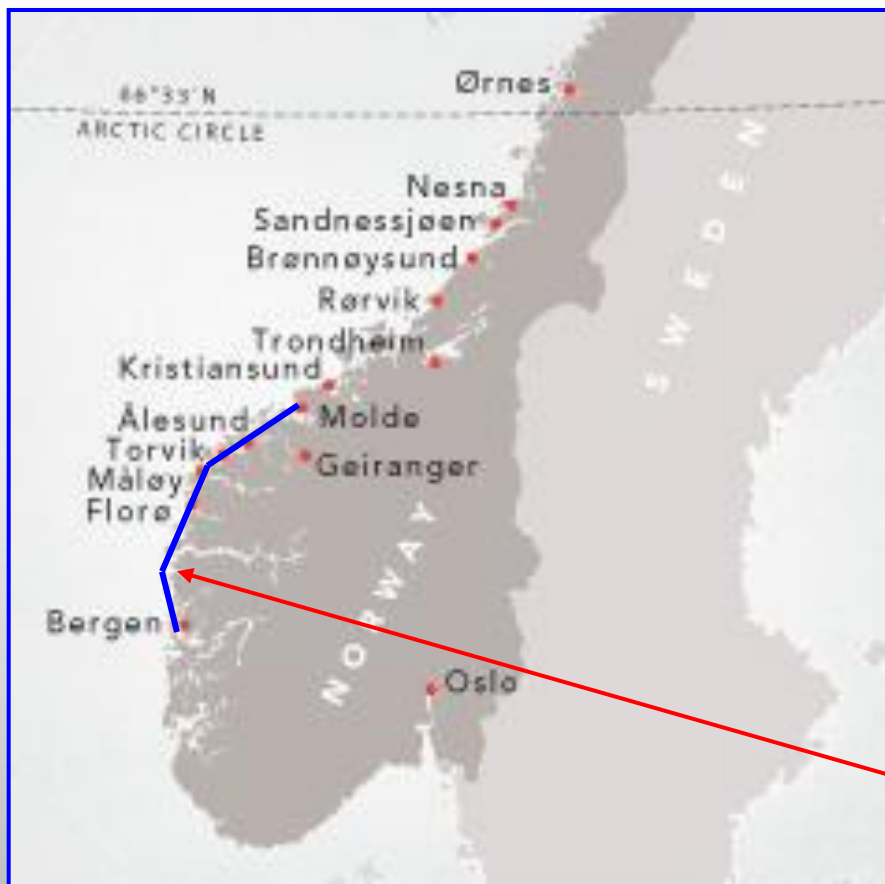 Ørnes
66°33'N
ARCTIC CIRCLE
Nesna
Sandnessjøen
Brønnøysund
Rørvik
Trondheim
Kristiansund
Ålesund
Molde
Torvik
Geiranger
Måløy
Florø
Bergen
Oslo
NORWAY
SWEDEN